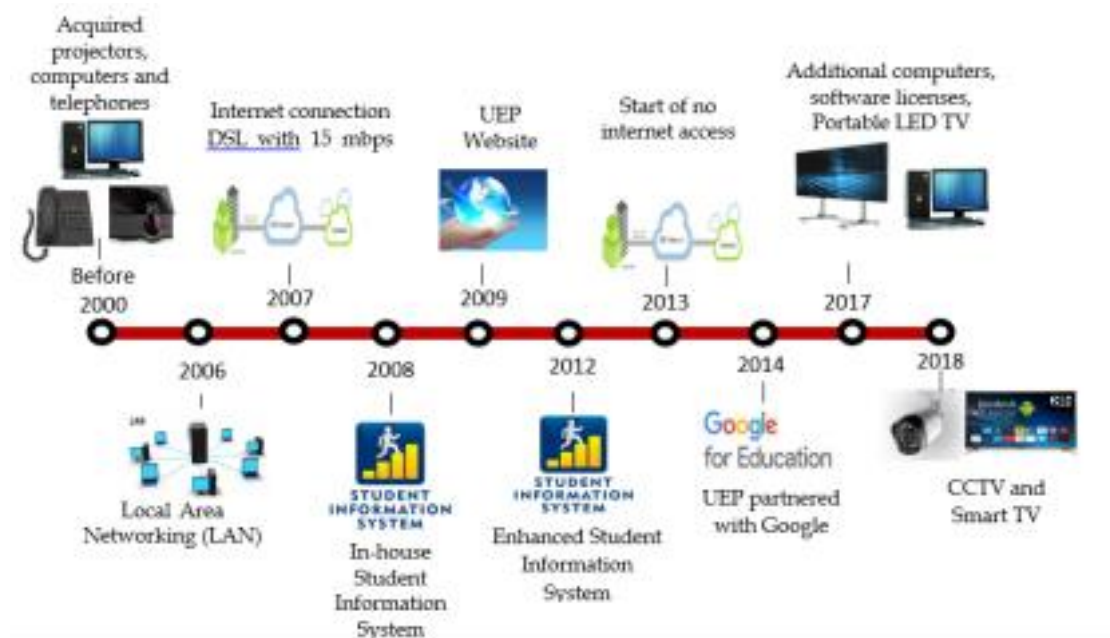 Acquired
projectors,
computers and
telephones
Before
2000
Internet connection
DSL with 15 mbps
2007
UEP
Website
2009
Start of no
internet access
2013
Additional computers,
software licenses,
Portable LED TV
2017
2006
LAN
Local Area
Networking (LAN)
2008
STUDENT
INFORMATION
SYSTEM
In-house
Student
Information
System
2012
STUDENT
INFORMATION
SYSTEM
Enhanced Student
Information
System
2014
Google
for Education
UEP partnered
with Google
2018
CCTV and
Smart TV